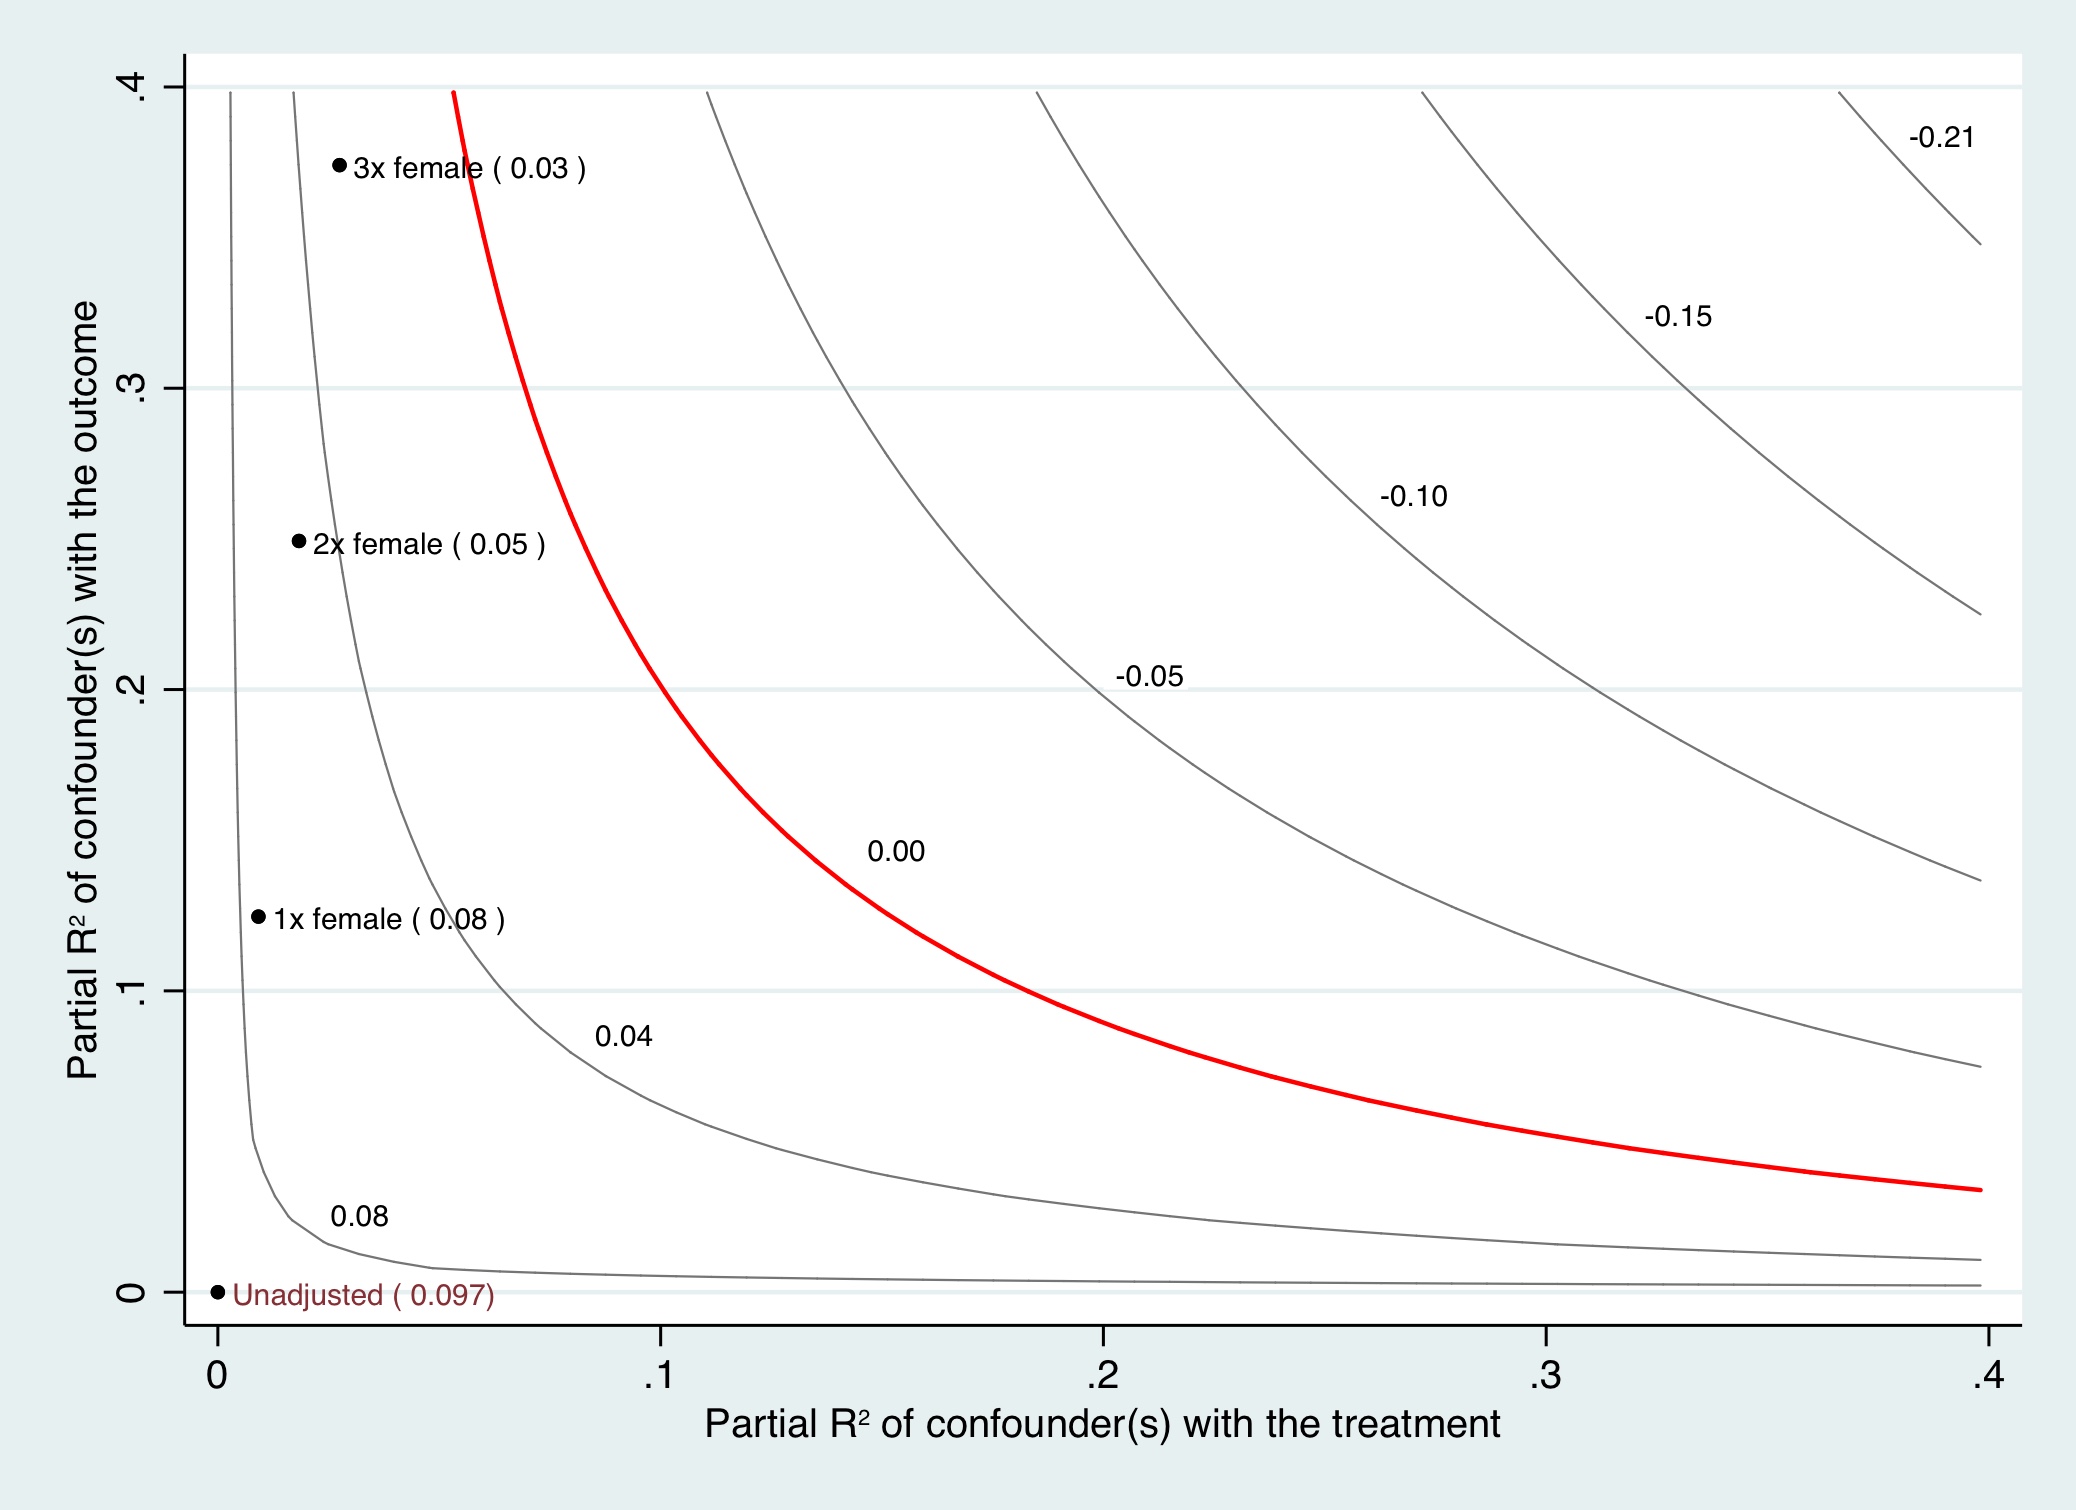 .4
.3
.2
.1
0
Partial R² of confounder(s) with the outcome
-0.21
3x female ( 0.03 )
-0.15
-0.10
2x female ( 0.05 )
-0.05
0.00
1x female ( 0.08 )
0.04
0.08
Unadjusted ( 0.097)
0
.1
.2
.3
.4
Partial R² of confounder(s) with the treatment